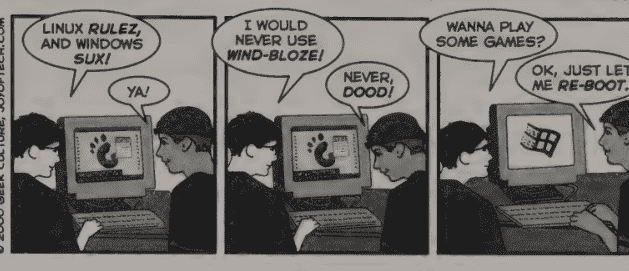 LINUX RULEZ,
AND WINDOWS
SUX!
YA!
I WOULD
NEVER USE
WIND-BLOZE!
NEVER,
DOOD!
WANNA PLAY
SOME GAMES?
OK, JUST LET
ME RE-BOOT.
© 2000 GEEK CULTURE, JOYOFTECH.COM